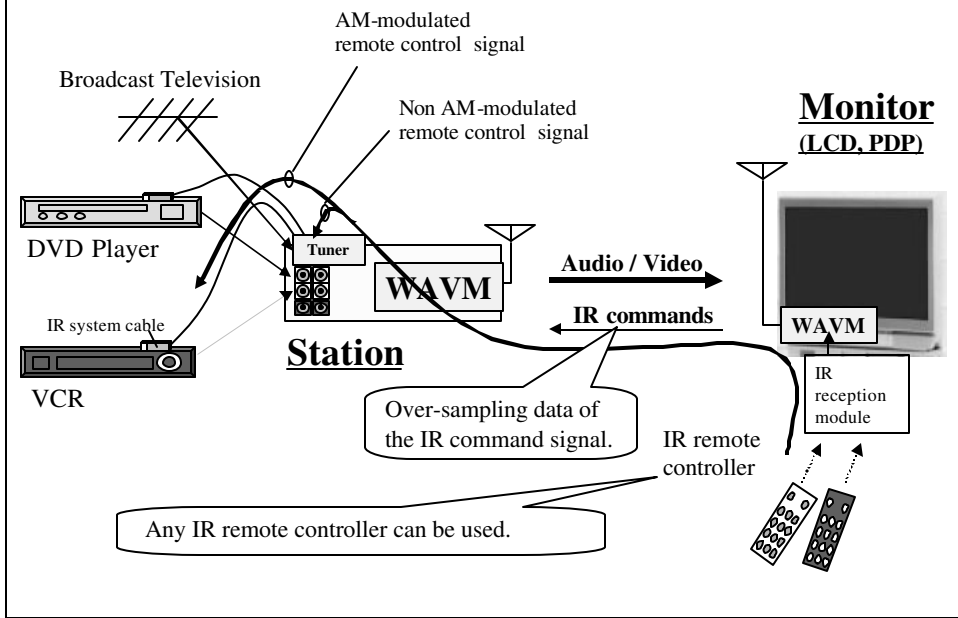 AM-modulated
remote control signal
Broadcast Television
Non AM-modulated
remote control signal
Monitor
(LCD, PDP)
DVD Player
Tuner
WAVM
Audio / Video
IR commands
WAVM
IR system cable
Station
VCR
IR
reception
module
Over-sampling data of
the IR command signal.
IR remote
controller
Any IR remote controller can be used.